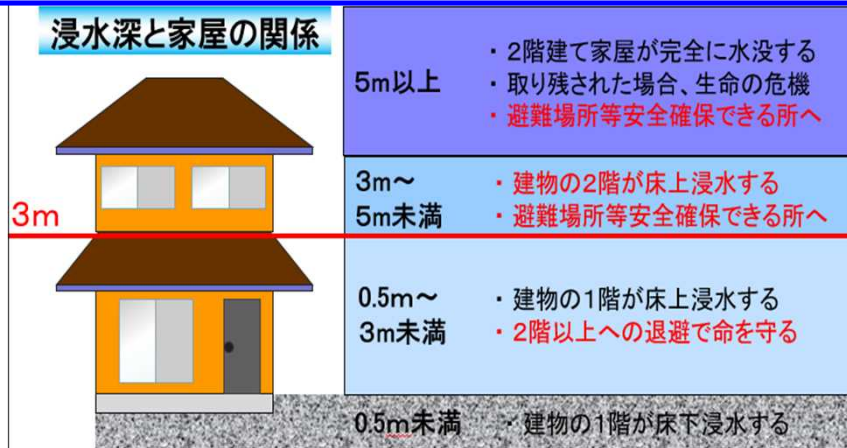 浸水深と家屋の関係
5m以上
・2階建て家屋が完全に水没する
・取り残された場合、生命の危機
・避難場所等安全確保できる所へ
3m～
5m未満
・建物の2階が床上浸水する
・避難場所等安全確保できる所へ
3m
0.5m～
3m未満
・建物の1階が床上浸水する
・2階以上への退避で命を守る
0.5m未満
・建物の1階が床下浸水する